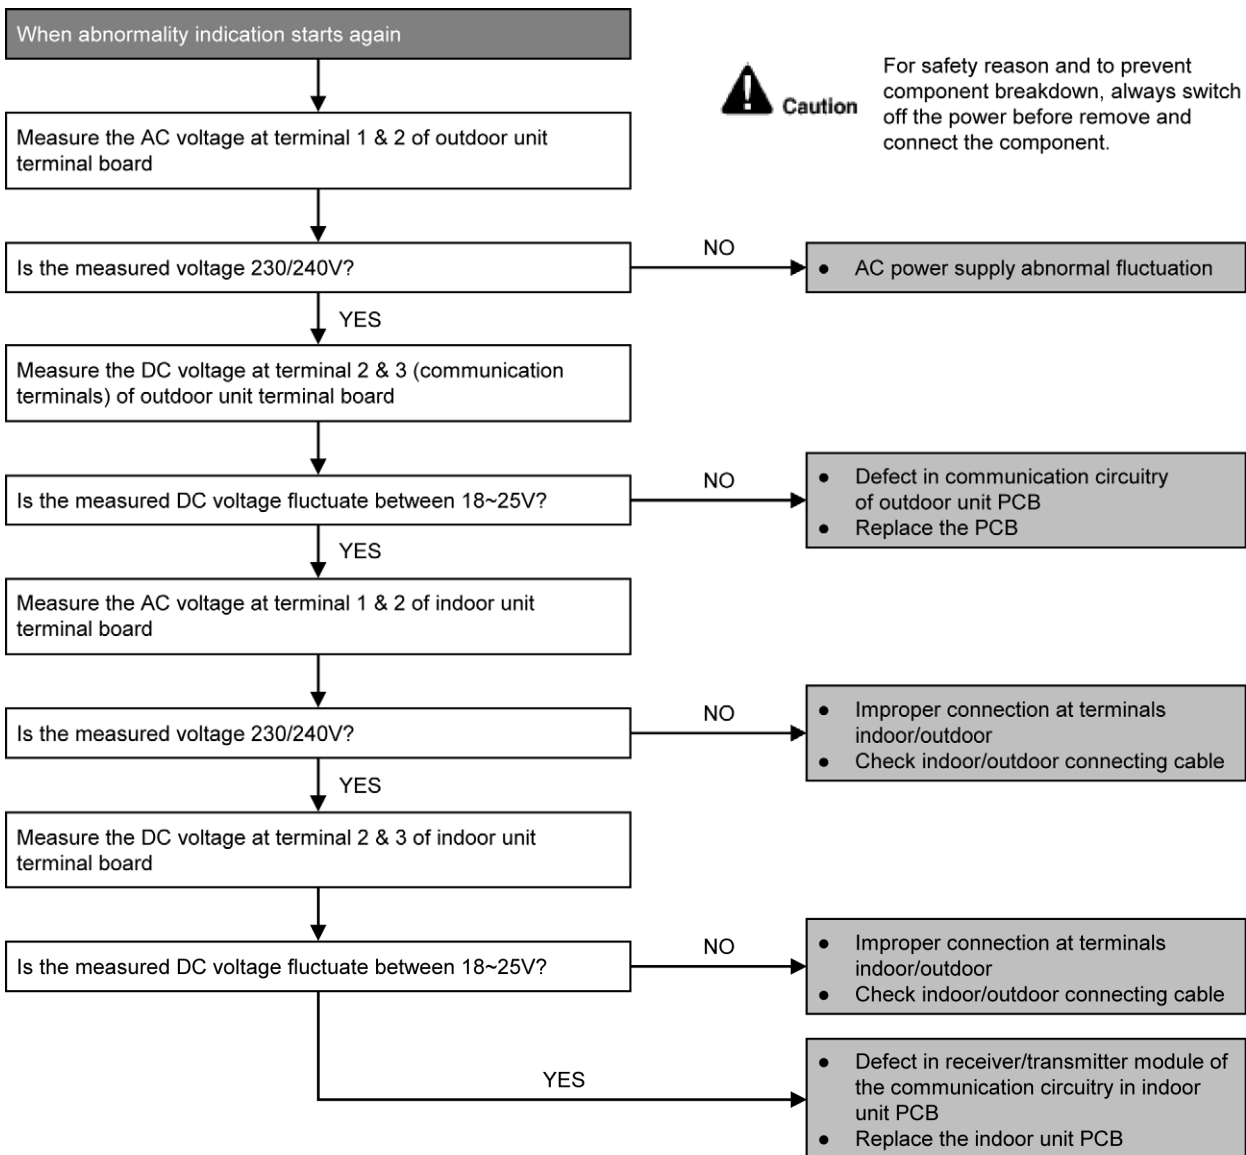 When abnormality indication starts again
Caution
For safety reason and to prevent
component breakdown, always switch
off the power before remove and
connect the component.
Measure the AC voltage at terminal 1 & 2 of outdoor unit
terminal board
Is the measured voltage 230/240V?
NO
● AC power supply abnormal fluctuation
YES
Measure the DC voltage at terminal 2 & 3 (communication
terminals) of outdoor unit terminal board
Is the measured DC voltage fluctuate between 18~25V?
NO
● Defect in communication circuitry
of outdoor unit PCB
● Replace the PCB
YES
Measure the AC voltage at terminal 1 & 2 of indoor unit
terminal board
Is the measured voltage 230/240V?
NO
● Improper connection at terminals
indoor/outdoor
● Check indoor/outdoor connecting cable
YES
Measure the DC voltage at terminal 2 & 3 of indoor unit
terminal board
Is the measured DC voltage fluctuate between 18~25V?
NO
● Improper connection at terminals
indoor/outdoor
● Check indoor/outdoor connecting cable
YES
● Defect in receiver/transmitter module of
the communication circuitry in indoor
unit PCB
● Replace the indoor unit PCB